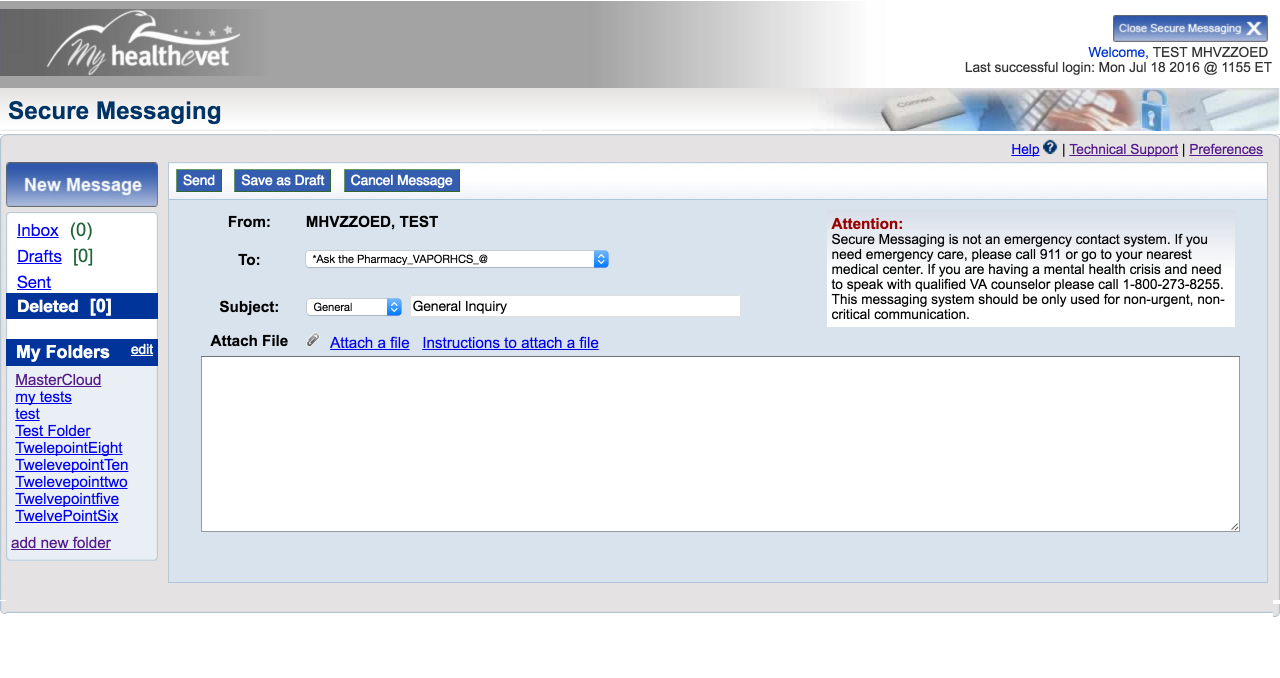 My healthevet
Close Secure Messaging X
Welcome, TEST MHVZZOED
Last successful login: Mon Jul 18 2016 @ 1155 ET
Secure Messaging
Connect
Help ? | Technical Support | Preferences
New Message
Send Save as Draft Cancel Message
Inbox (0)
Drafts [0]
Sent
Deleted [0]
My Folders edit
MasterCloud
my tests
test
Test Folder
TwelepointEight
TwelevepointTen
Twelevepointtwo
Twelvepointfive
TwelvePointSix
add new folder
From: MHVZZOED, TEST
To: *Ask the Pharmacy_VAPORHCS_@
Subject: General General Inquiry
Attach File Attach a file Instructions to attach a file
Attention:
Secure Messaging is not an emergency contact system. If you
need emergency care, please call 911 or go to your nearest
medical center. If you are having a mental health crisis and need
to speak with qualified VA counselor please call 1-800-273-8255.
This messaging system should be only used for non-urgent, non-
critical communication.